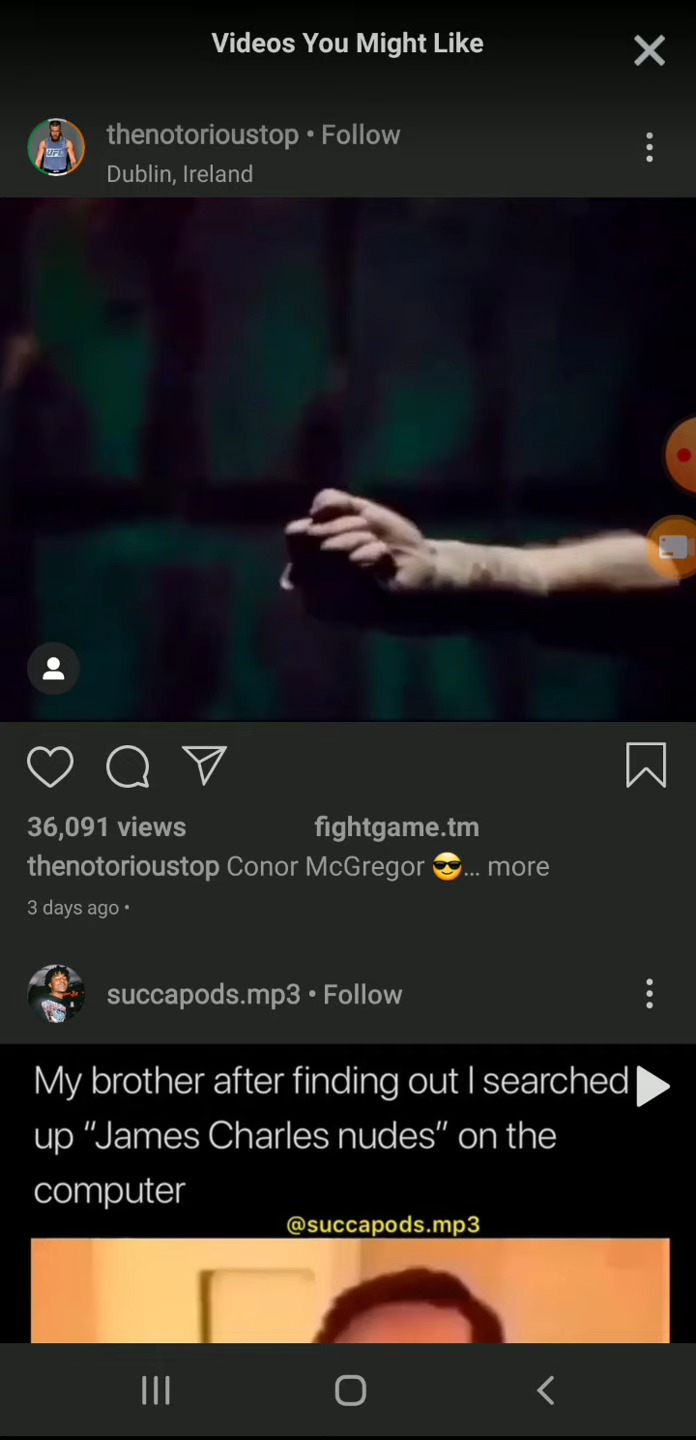 Videos You Might Like
thenotorioustop • Follow
Dublin, Ireland
UFC
36,091 views
fightgame.tm
thenotorioustop Conor McGregor 😎... more
3 days ago •
succapods.mp3 • Follow
My brother after finding out I searched
up “James Charles nudes” on the
computer
@succapods.mp3